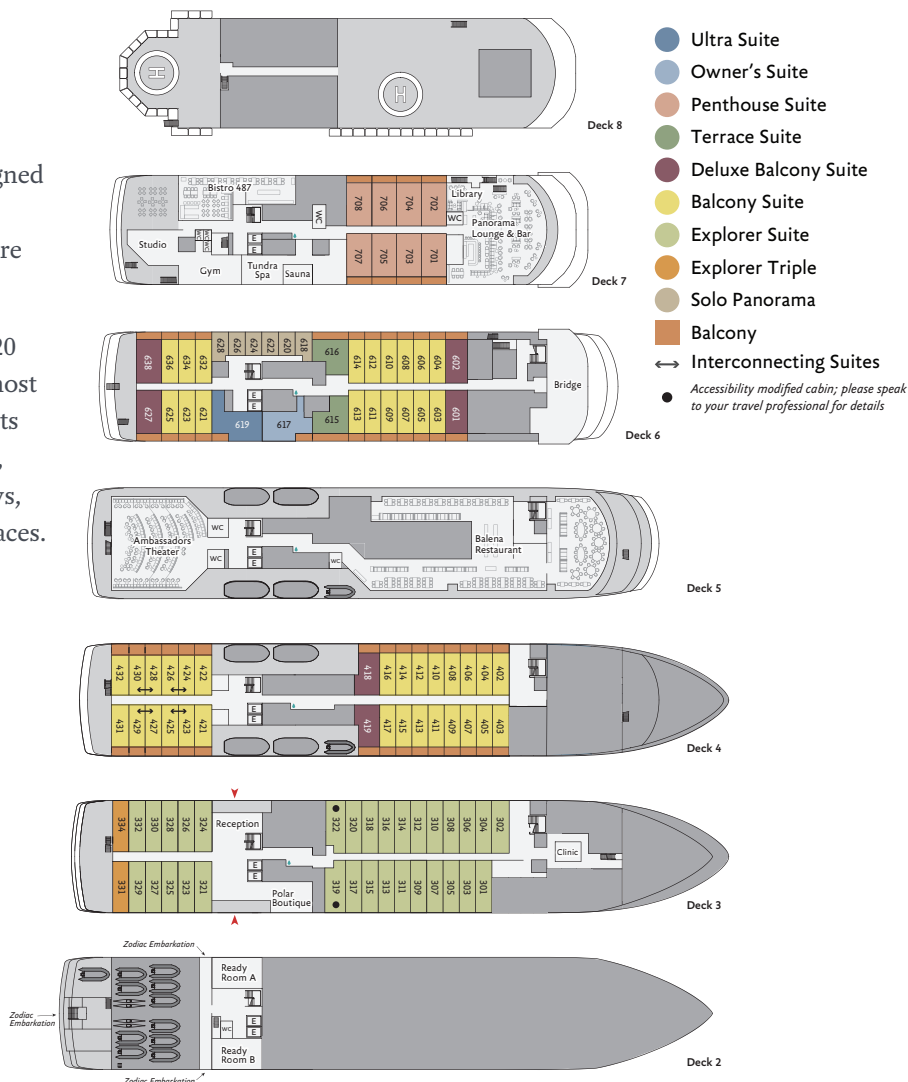 gned
re
20
nost
ts
,
ys,
aces.
Ultra Suite
Owner's Suite
Penthouse Suite
Terrace Suite
Deluxe Balcony Suite
Balcony Suite
Explorer Suite
Explorer Triple
Solo Panorama
Balcony
Interconnecting Suites
Accessibility modified cabin; please speak
to your travel professional for details
H
H
Deck 8
Bistro 487
Library
WC
708
706
704
702
WC
Panorama
Lounge & Bar
Studio
WC
WC
WC
E
E
Gym
Tundra
Spa
Sauna
707
705
703
701
Deck 7
638
636
634
632
628
626
624
622
620
618
616
614
612
610
608
606
604
602
Bridge
E
E
627
625
623
621
619
617
615
613
611
609
607
605
603
601
Deck 6
Ambassadors
Theater
WC
WC
E
E
WC
Balena
Restaurant
Deck 5
432
430
428
426
424
422
418
416
414
412
410
408
406
404
402
E
E
431
429
427
425
423
421
419
417
415
413
411
409
407
405
403
Deck 4
334
332
330
328
326
324
Reception
322
320
318
316
314
312
310
308
306
304
302
Clinic
E
E
331
329
327
325
323
321
Polar
Boutique
319
317
315
313
311
309
307
305
303
301
Deck 3
Zodiac Embarkation
Ready
Room A
Zodiac
Embarkation
WC
E
E
Ready
Room B
Deck 2
Zodiac Embarkation